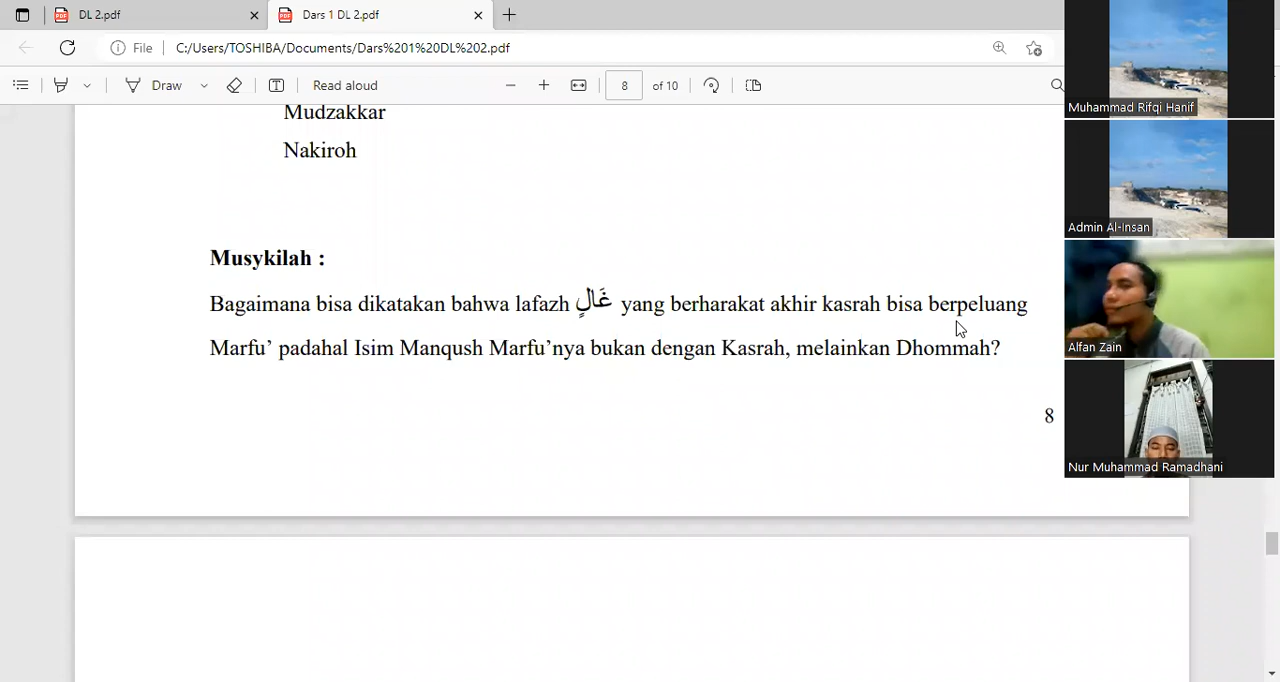 DL 2.pdf
Dars 1 DL 2.pdf
File
C:/Users/TOSHIBA/Documents/Dars%201%20DL%202.pdf
Draw
Read aloud
8 of 10
Mudzakkar
Nakiroh
Musykilah :
Bagaimana bisa dikatakan bahwa lafazh غَالٍ yang berharakat akhir kasrah bisa berpeluang
Marfu’ padahal Isim Manqush Marfu’nya bukan dengan Kasrah, melainkan Dhommah?
8
Muhammad Rifqi Hanif
Admin Al-Insan
Alfan Zain
Nur Muhammad Ramadhani